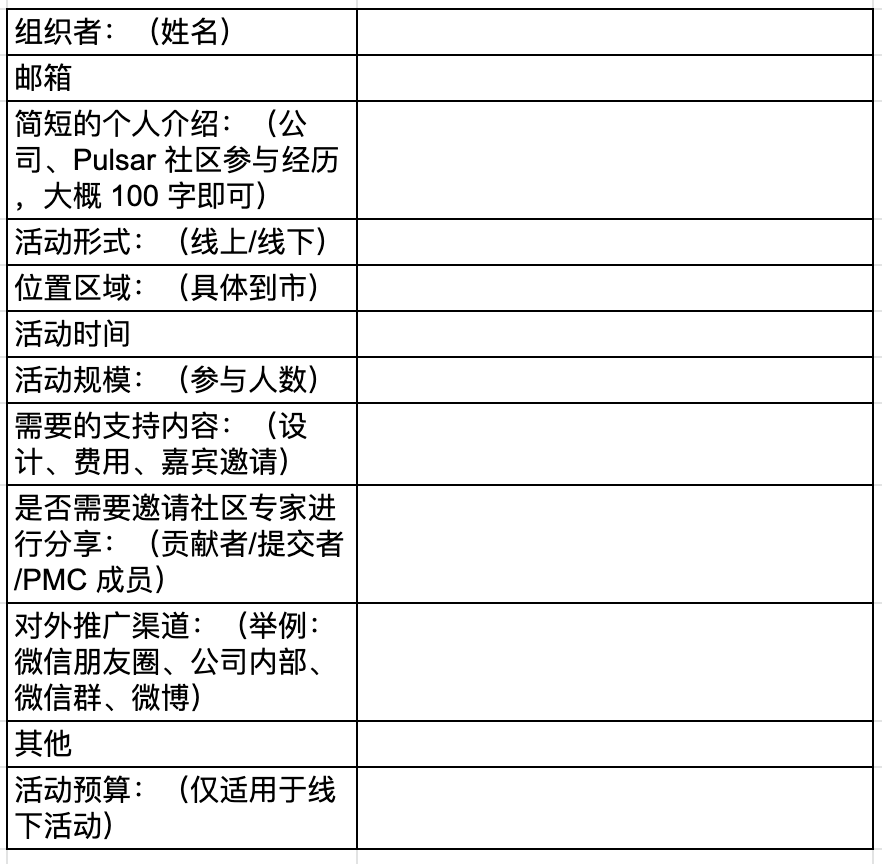 组织者：（姓名）
邮箱
简短的个人介绍：（公
司、Pulsar 社区参与经历
，大概 100 字即可）
活动形式：（线上/线下）
位置区域：（具体到市）
活动时间
活动规模：（参与人数）
需要的支持内容：（设
计、费用、嘉宾邀请）
是否需要邀请社区专家进
行分享：（贡献者/提交者
/PMC 成员）
对外推广渠道：（举例：
微信朋友圈、公司内部、
微信群、微博）
其他
活动预算：（仅适用于线
下活动）